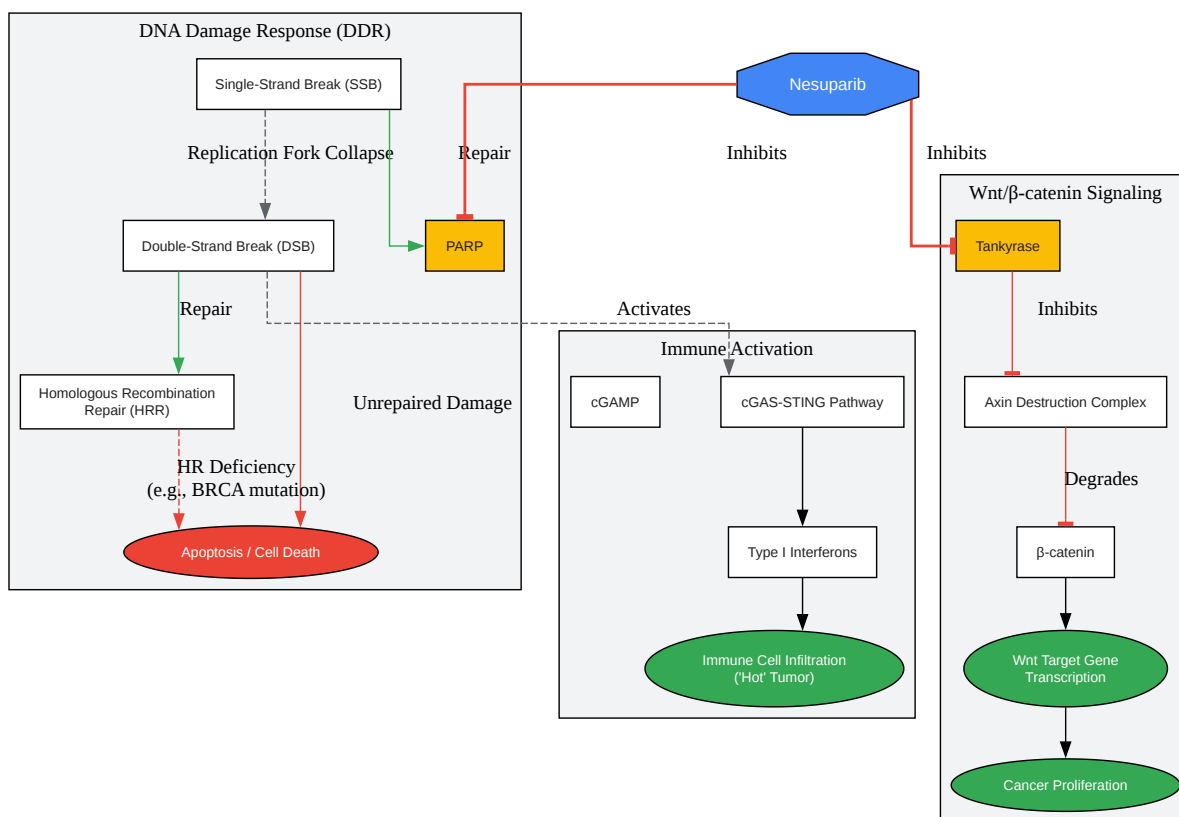 DNA Damage Response (DDR)
Single-Strand Break (SSB)
Nesuparib
Replication Fork Collapse
Repair
Inhibits
Inhibits
Wnt/β-catenin Signaling
Double-Strand Break (DSB)
PARP
Tankyrase
Repair
Activates
Inhibits
Immune Activation
Homologous Recombination
Repair (HRR)
Unrepaired Damage
cGAMP
cGAS-STING Pathway
Axin Destruction Complex
HR Deficiency
(e.g., BRCA mutation)
Degrades
Apoptosis / Cell Death
Type I Interferons
β-catenin
Immune Cell Infiltration
('Hot' Tumor)
Wnt Target Gene
Transcription
Cancer Proliferation